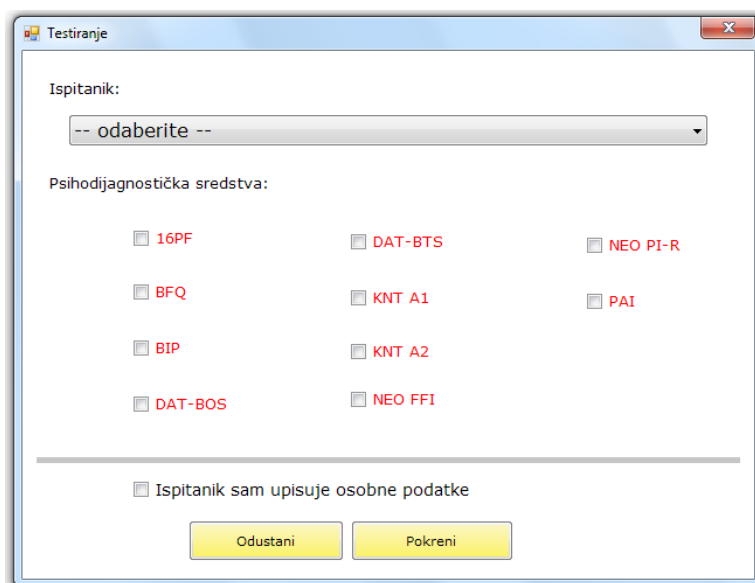 Testiranje
Ispitanik:
-- odaberite --
Psihodijagnostička sredstva:
16PF
DAT-BTS
NEO PI-R
BFQ
KNT A1
PAI
BIP
KNT A2
DAT-BOS
NEO FFI
Ispitanik sam upisuje osobne podatke
Odustani
Pokreni